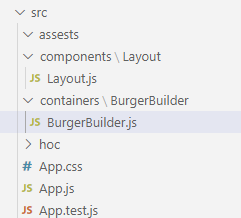 src
assests
components \ Layout
JS Layout.js
containers \ BurgerBuilder
JS BurgerBuilder.js
hoc
# App.css
JS App.js
JS App.test.js